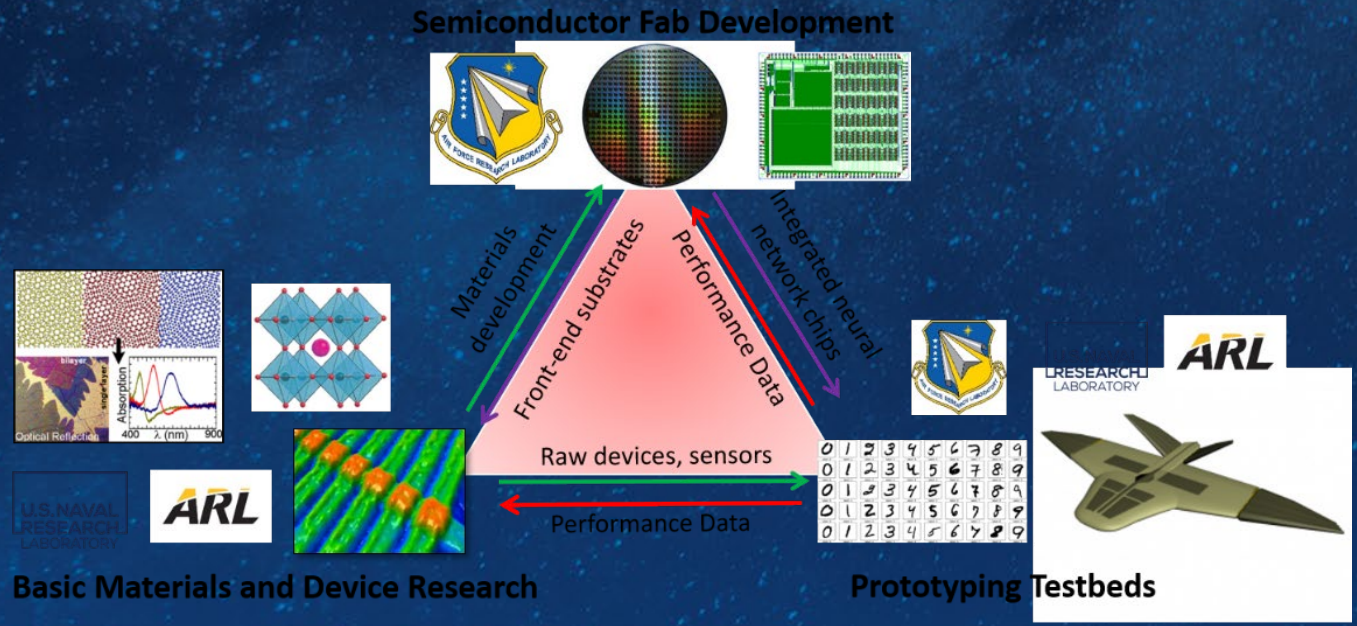 Semiconductor Fab Development
AIR FORCE RESEARCH LABORATORY
Materials
development
Front-end substrates
Performance Data
Integrated neural
network chips
bilayer
singlelayer
Optical Reflection
Absorption
400 λ (nm) 900
U.S. NAVAL
RESEARCH
LABORATORY
ARL
Raw devices, sensors
Performance Data
0 1 2 3 4 5 6 7 8 9
0 1 2 3 4 5 6 7 8 9
0 1 2 3 4 5 6 7 8 9
0 1 2 3 4 5 6 7 8 9
0 1 2 3 4 5 6 7 8 9
RESEARCH
LABORATORY
ARL
Basic Materials and Device Research
Prototyping Testbeds